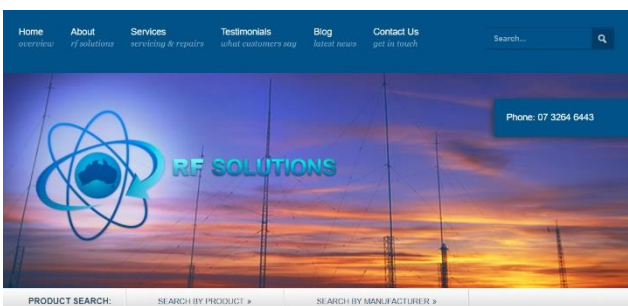 Home About Services Testimonials Blog Contact Us
overview rf solutions servicing & repairs what customers say latest news get in touch
Search...
Phone: 07 3264 6443
RF SOLUTIONS
PRODUCT SEARCH: SEARCH BY PRODUCT » SEARCH BY MANUFACTURER »